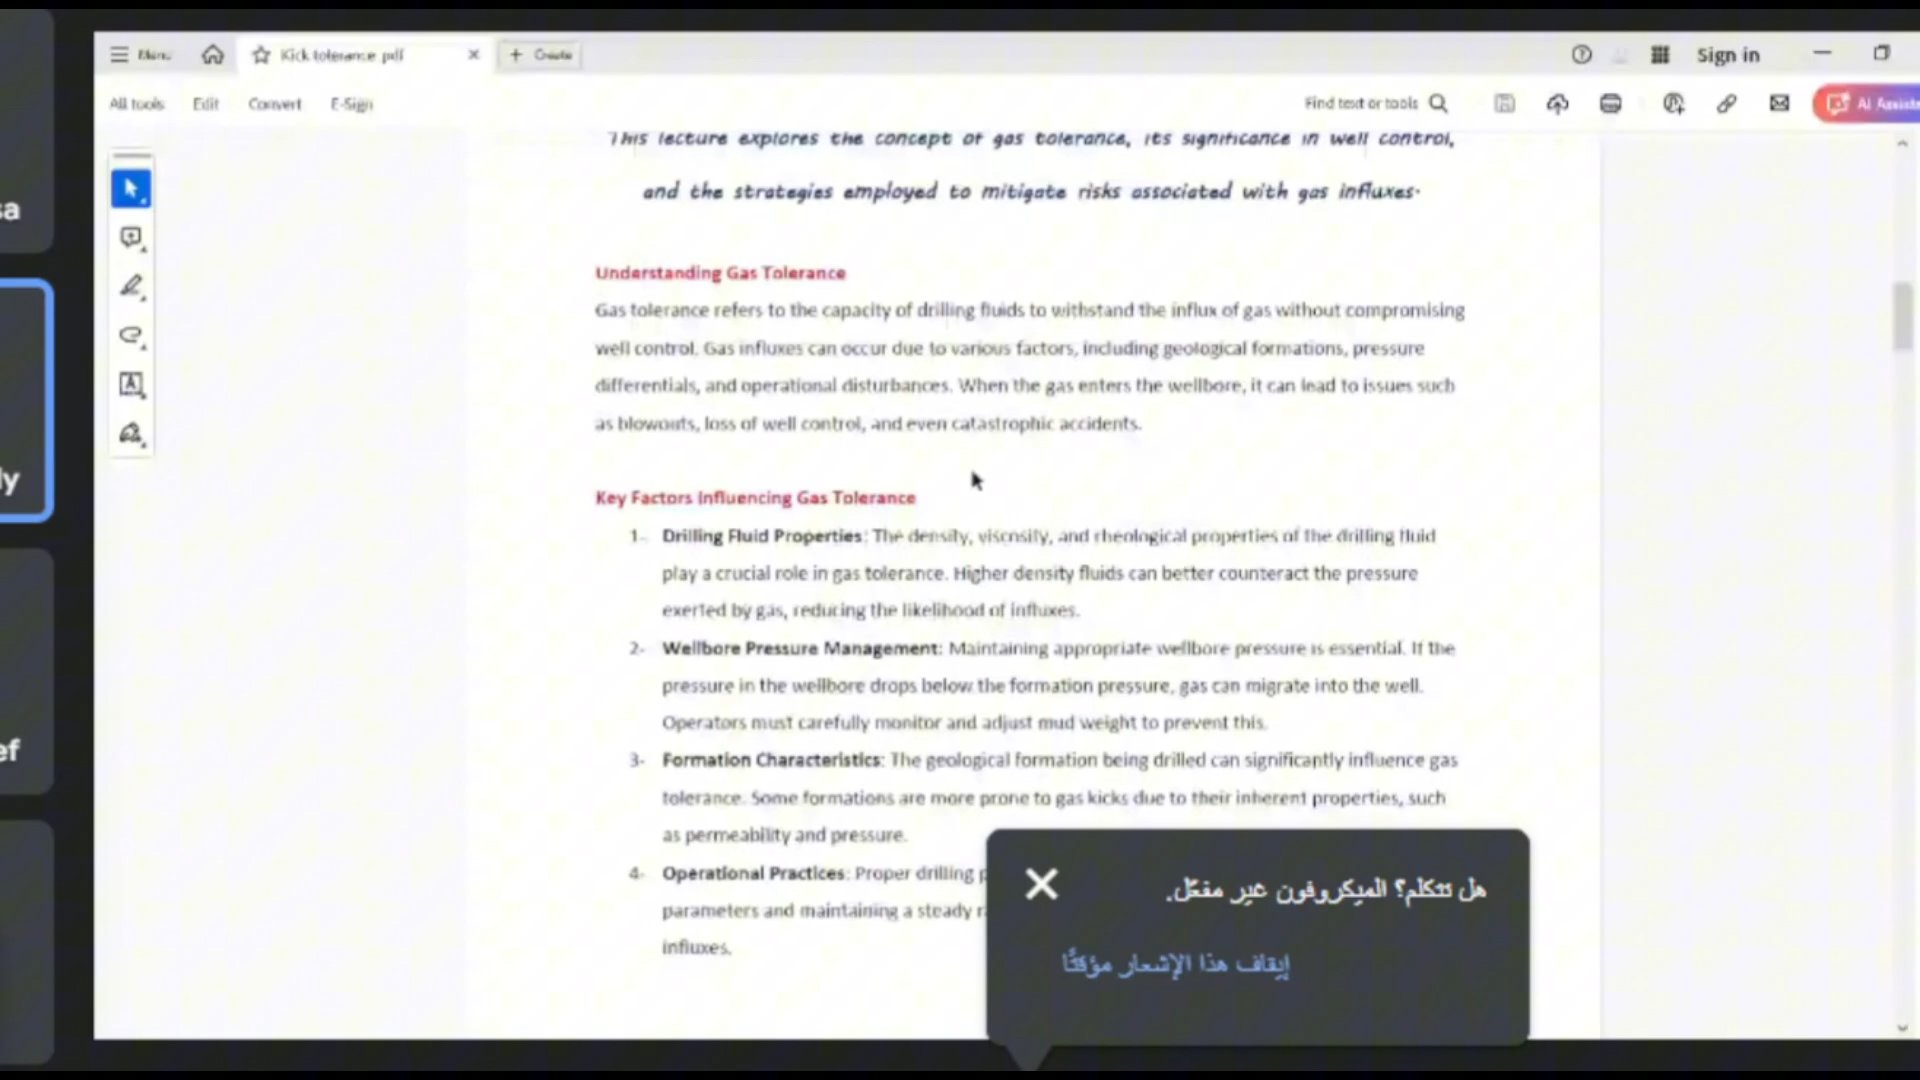 Menu
Kick tolerance.pdf
Create
Sign in
All tools
Edit
Convert
E-Sign
Find text or tools
AI Assist
This lecture explores the concept of gas tolerance, its significance in well control,
and the strategies employed to mitigate risks associated with gas influxes.
Understanding Gas Tolerance
Gas tolerance refers to the capacity of drilling fluids to withstand the influx of gas without compromising
well control. Gas influxes can occur due to various factors, including geological formations, pressure
differentials, and operational disturbances. When the gas enters the wellbore, it can lead to issues such
as blowouts, loss of well control, and even catastrophic accidents.
Key Factors Influencing Gas Tolerance
1- Drilling Fluid Properties: The density, viscosity, and rheological properties of the drilling fluid
play a crucial role in gas tolerance. Higher density fluids can better counteract the pressure
exerted by gas, reducing the likelihood of influxes.
2- Wellbore Pressure Management: Maintaining appropriate wellbore pressure is essential. If the
pressure in the wellbore drops below the formation pressure, gas can migrate into the well.
Operators must carefully monitor and adjust mud weight to prevent this.
3- Formation Characteristics: The geological formation being drilled can significantly influence gas
tolerance. Some formations are more prone to gas kicks due to their inherent properties, such
as permeability and pressure.
4- Operational Practices: Proper drilling p
parameters and maintaining a steady r
influxes.
هل تتكلم؟ الميكروفون غير مفعّل.
إيقاف هذا الإشعار مؤقتًا
sa
ly
ef